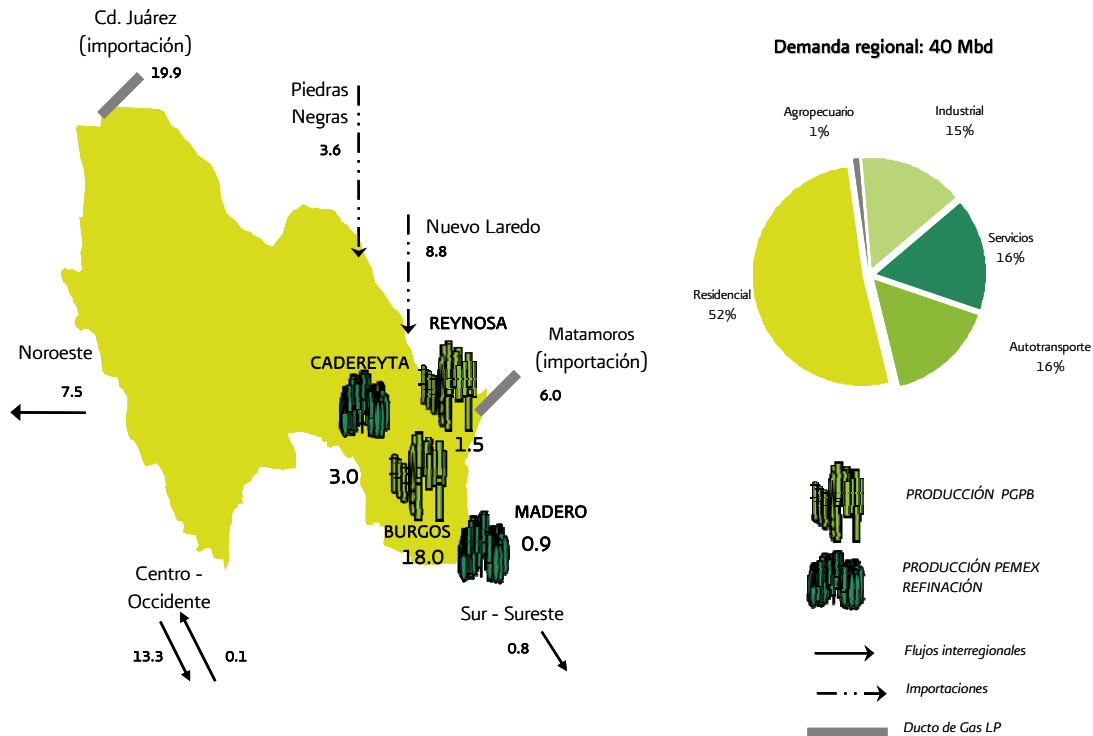 Cd. Juárez
(importación)
19.9
Piedras
Negras
3.6
Nuevo Laredo
8.8
REYNOSA
1.5
Matamoros
(importación)
6.0
CADEREYTA
3.0
Noroeste
7.5
BURGOS
18.0
MADERO
0.9
Centro -
Occidente
13.3
0.1
Sur - Sureste
0.8
Demanda regional: 40 Mbd
Agropecuario
1%
Industrial
15%
Servicios
16%
Residencial
52%
Autotransporte
16%
PRODUCCIÓN PGPB
PRODUCCIÓN PEMEX
REFINACIÓN
Flujos interregionales
Importaciones
Ducto de Gas LP